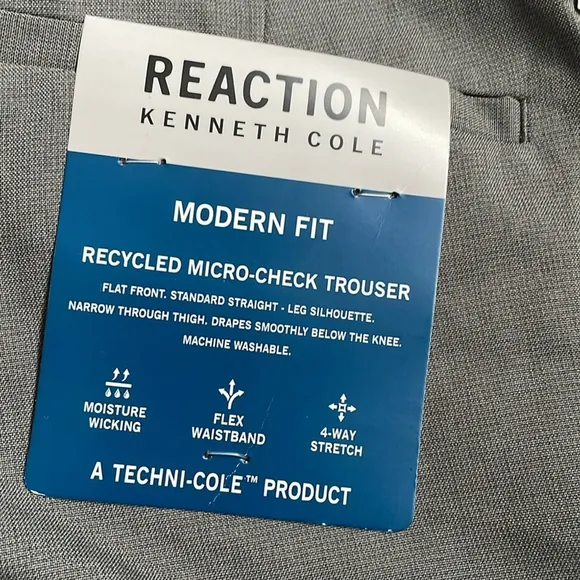 REACTION
KENNETH COLE
MODERN FIT
RECYCLED MICRO-CHECK TROUSER
FLAT FRONT. STANDARD STRAIGHT - LEG SILHOUETTE.
NARROW THROUGH THIGH. DRAPES SMOOTHLY BELOW THE KNEE.
MACHINE WASHABLE.
MOISTURE
WICKING
FLEX
WAISTBAND
4-WAY
STRETCH
A TECHNI-COLE™ PRODUCT